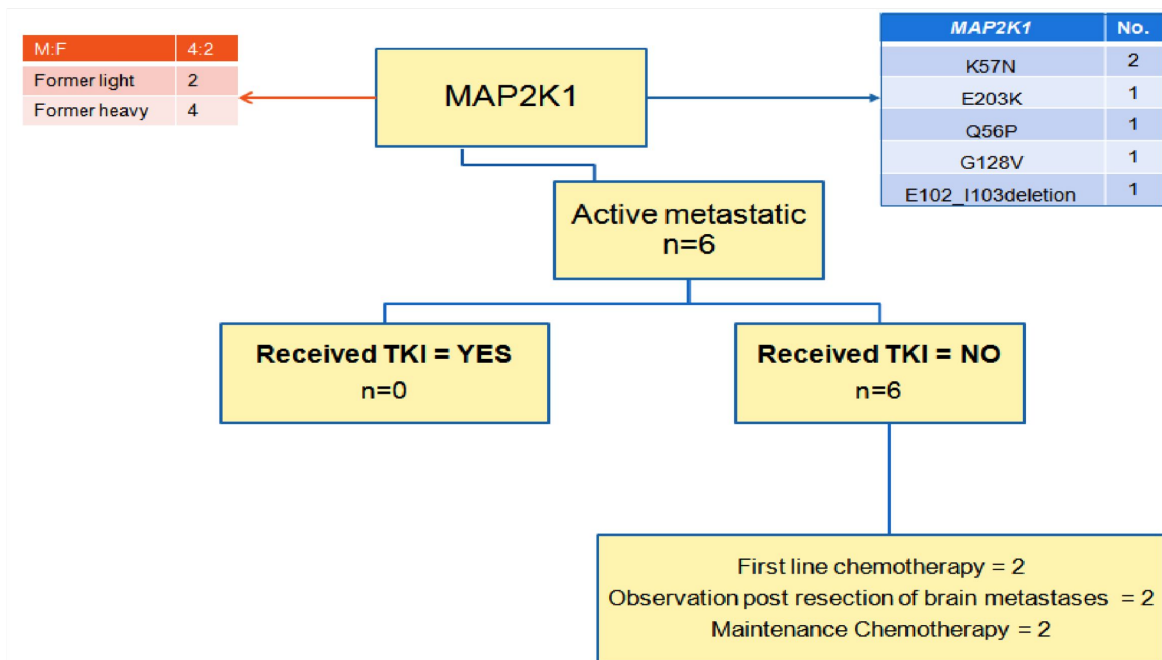 M:F 4:2
Former light 2
Former heavy 4
MAP2K1
MAP2K1 No.
K57N 2
E203K 1
Q56P 1
G128V 1
E102_I103deletion 1
Active metastatic
n=6
Received TKI = YES
n=0
Received TKI = NO
n=6
First line chemotherapy = 2
Observation post resection of brain metastases = 2
Maintenance Chemotherapy = 2